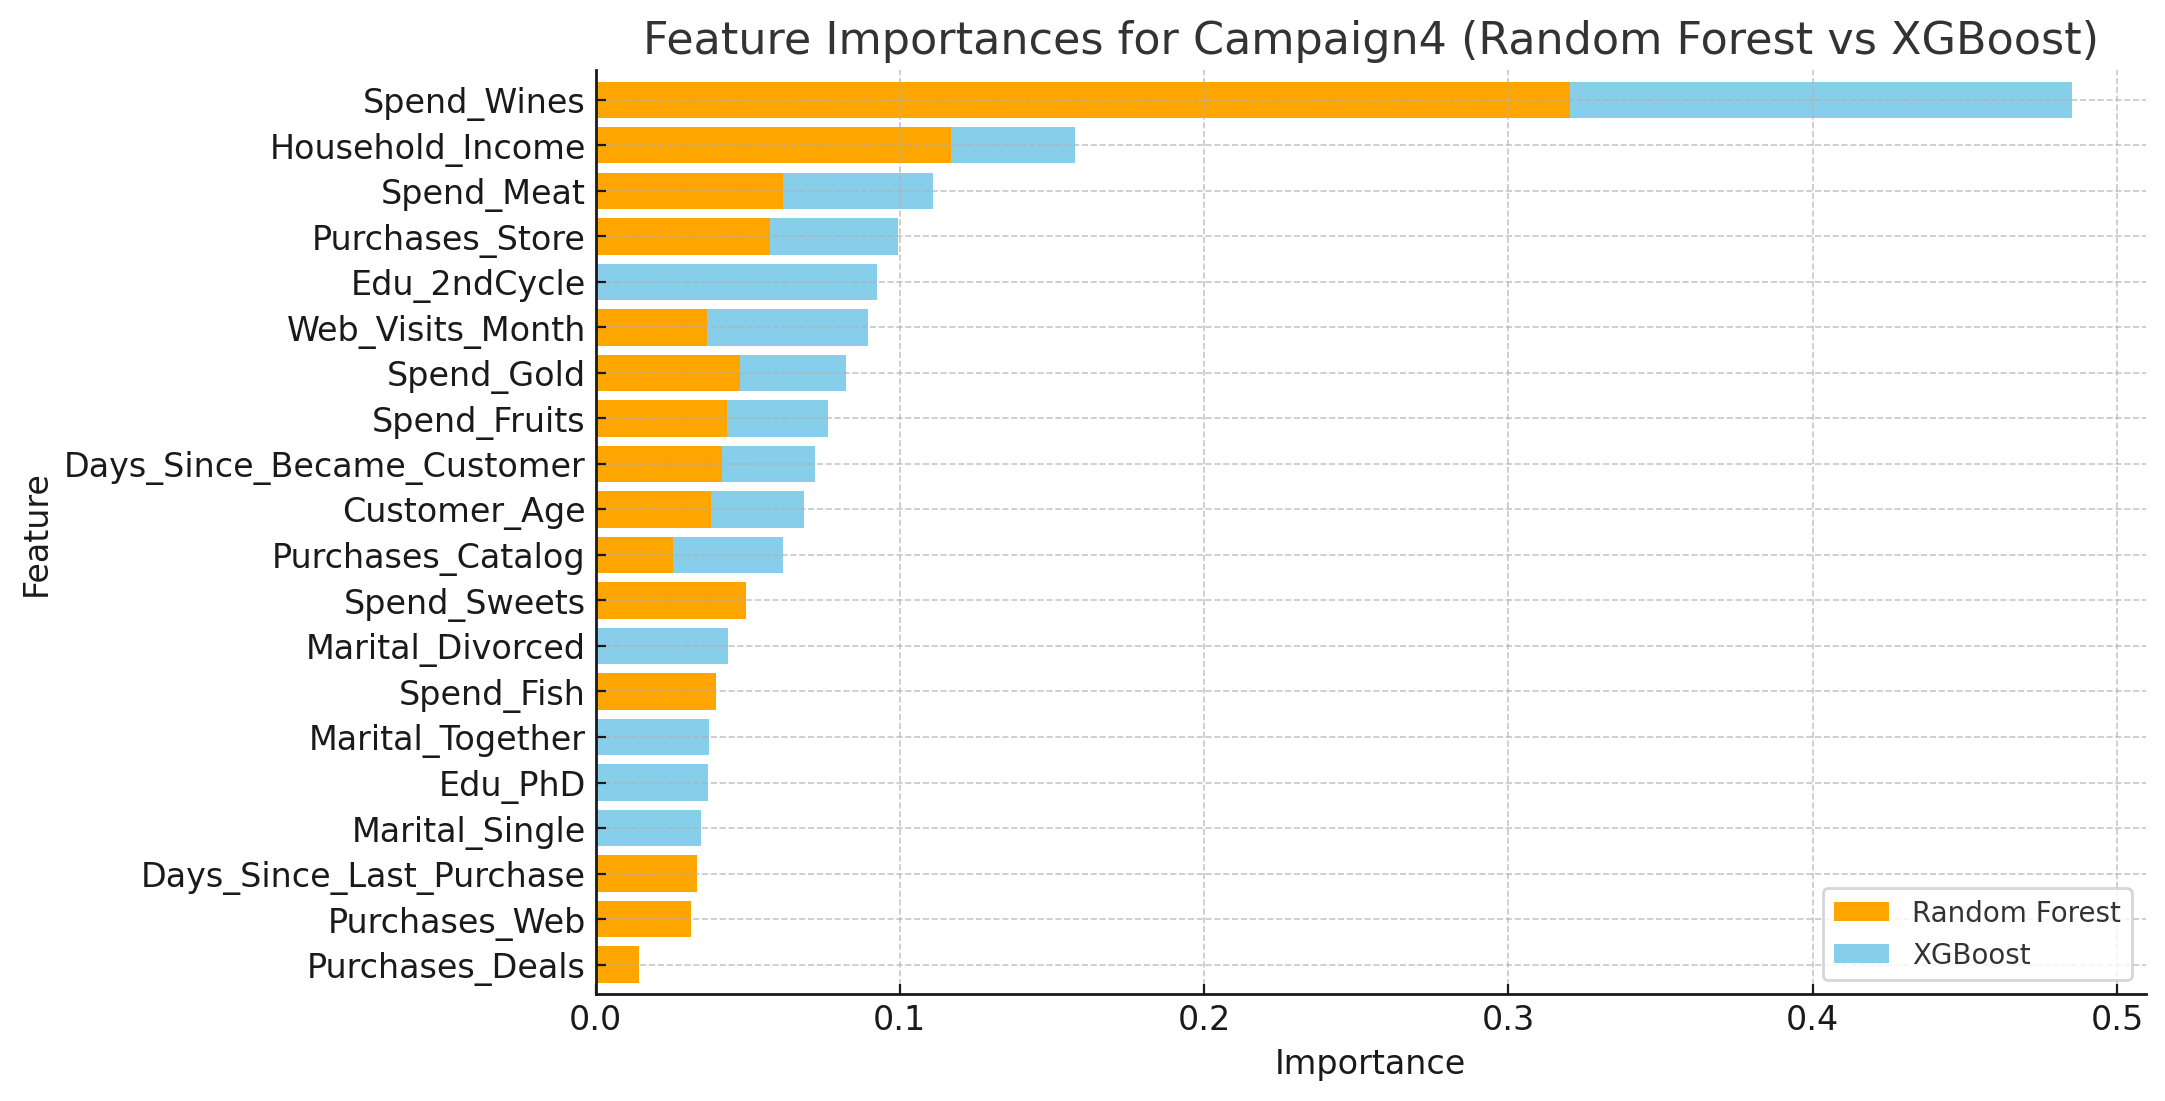 Feature Importances for Campaign4 (Random Forest vs XGBoost)
Feature
Spend_Wines
Household_Income
Spend_Meat
Purchases_Store
Edu_2ndCycle
Web_Visits_Month
Spend_Gold
Spend_Fruits
Days_Since_Became_Customer
Customer_Age
Purchases_Catalog
Spend_Sweets
Marital_Divorced
Spend_Fish
Marital_Together
Edu_PhD
Marital_Single
Days_Since_Last_Purchase
Purchases_Web
Purchases_Deals
Random Forest
XGBoost
0.0 0.1 0.2 0.3 0.4 0.5
Importance